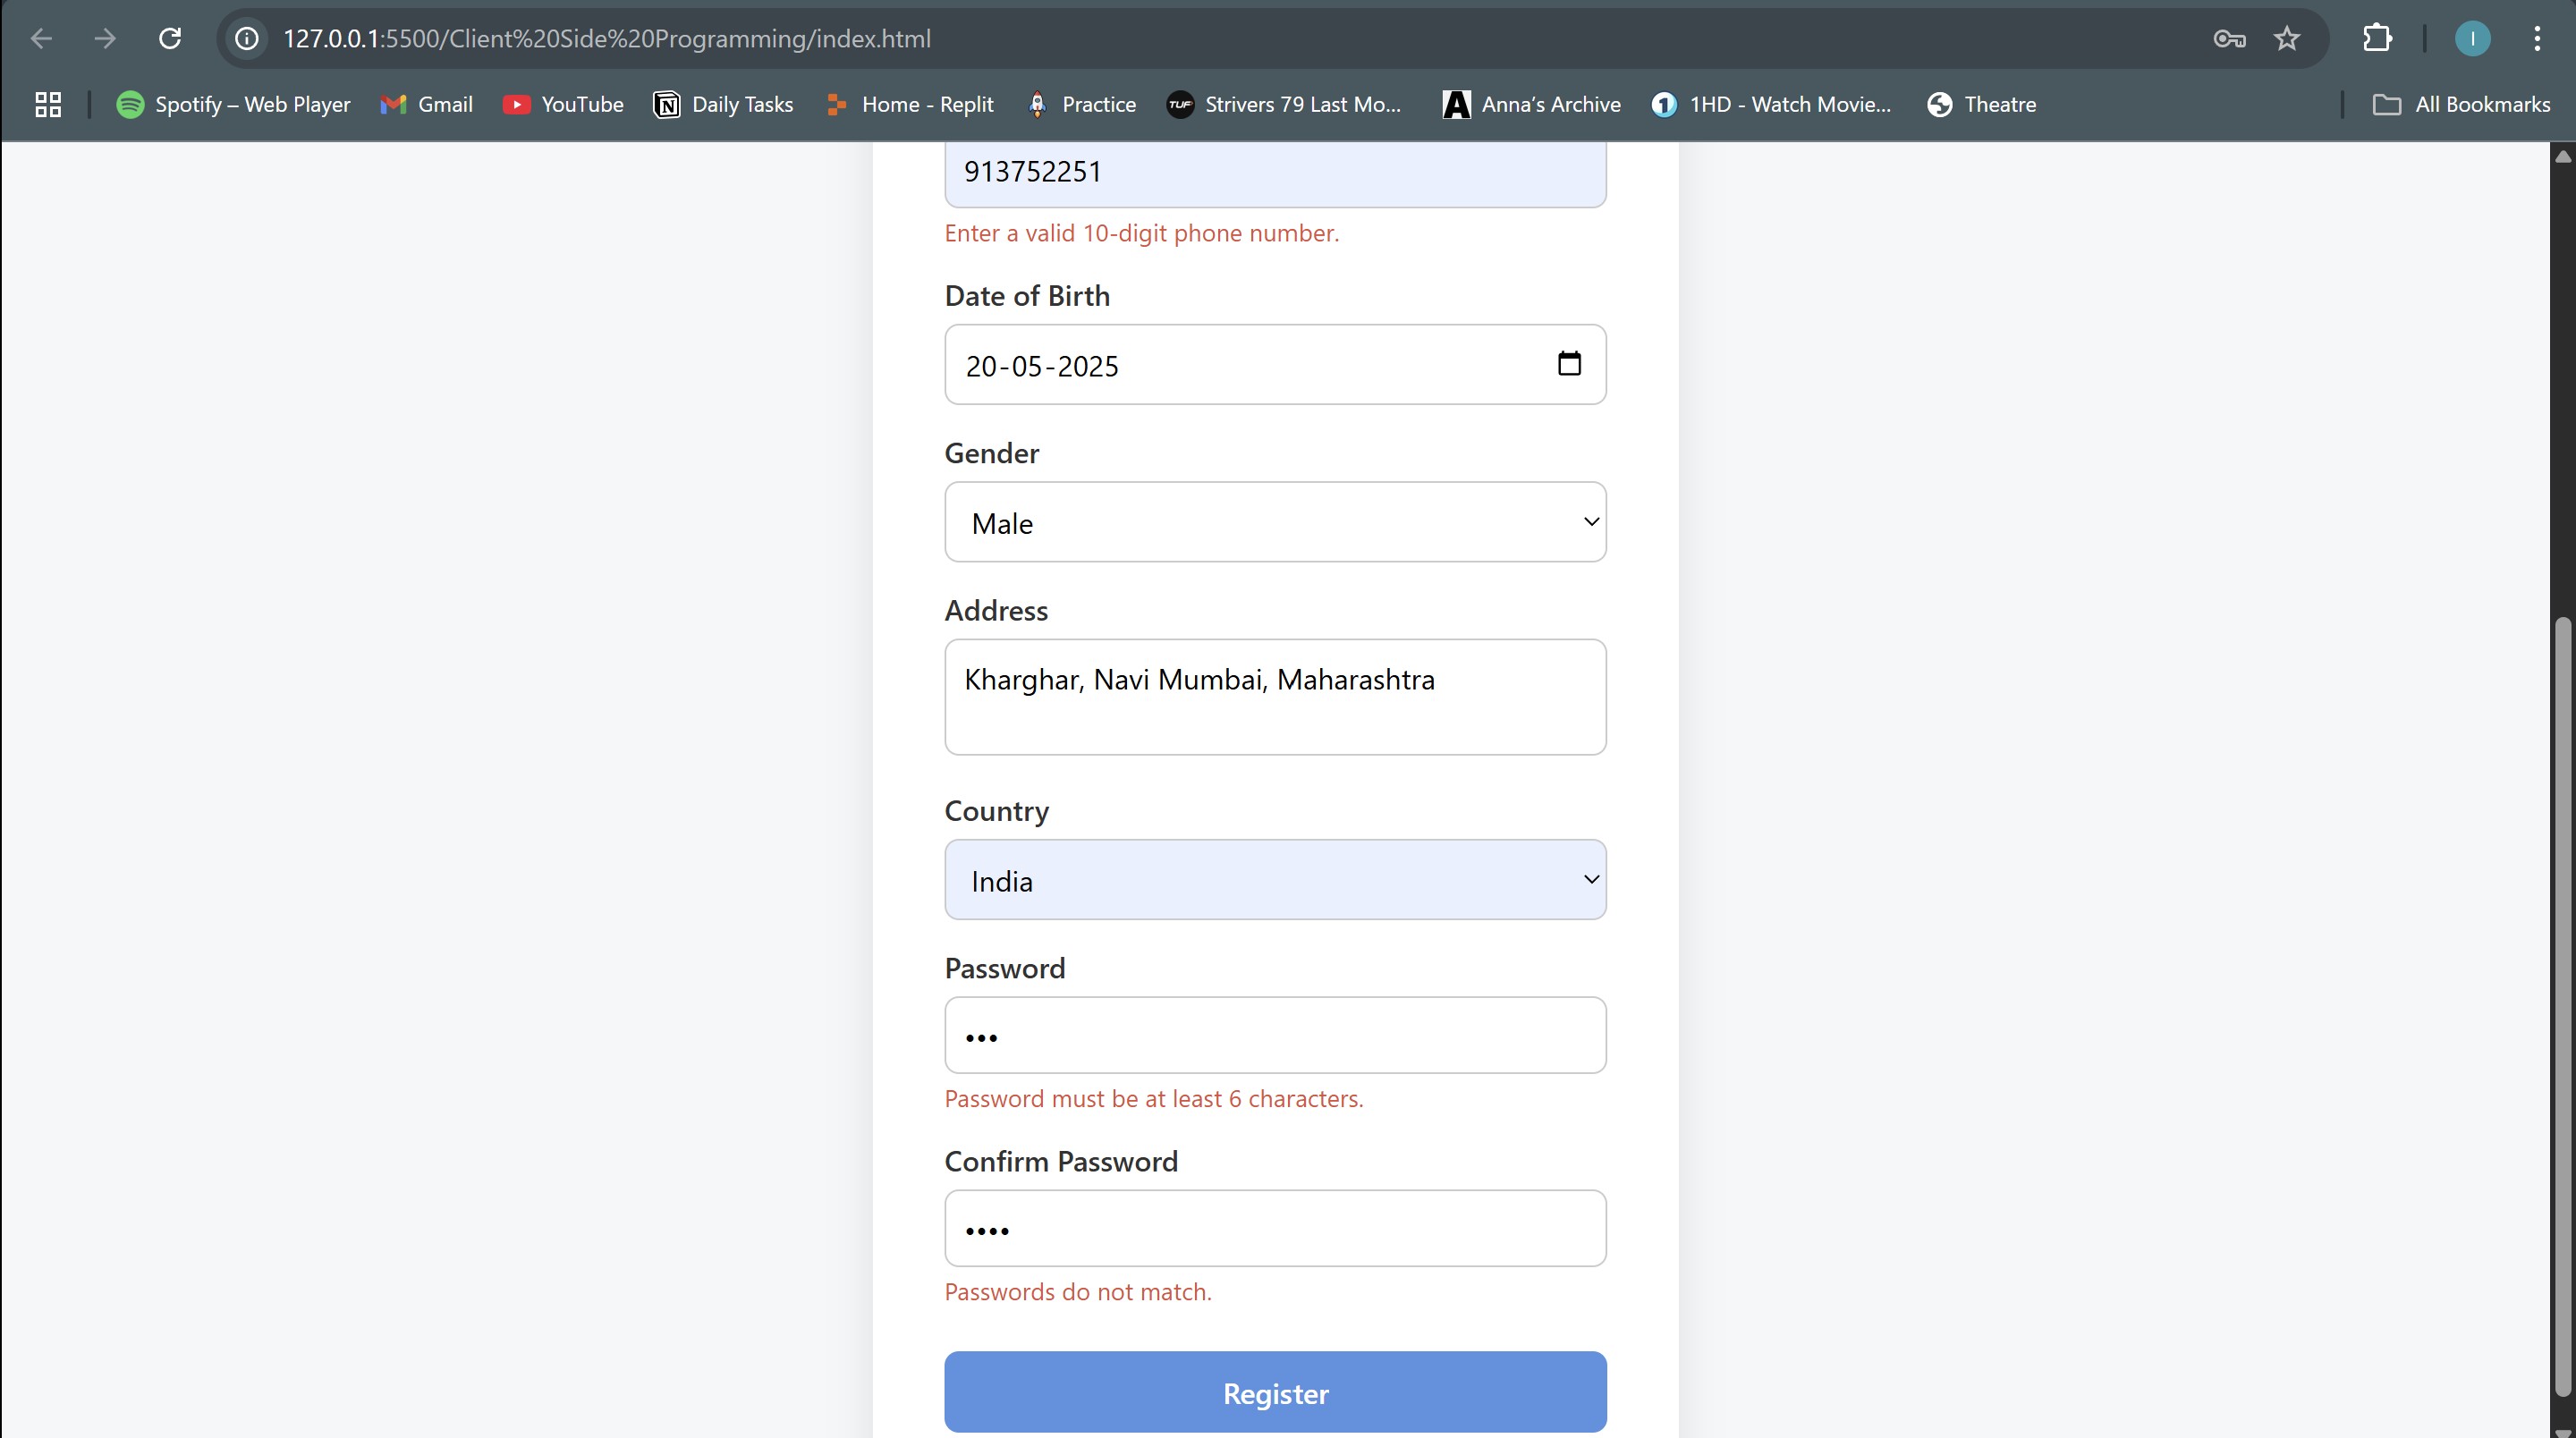 127.0.0.1:5500/Client%20Side%20Programming/index.html
I
Spotify – Web Player Gmail YouTube Daily Tasks Home - Replit Practice TUF Strivers 79 Last Mo... A Anna's Archive 1 1HD - Watch Movie... Theatre All Bookmarks
913752251
Enter a valid 10-digit phone number.
Date of Birth
20-05-2025
Gender
Male
Address
Kharghar, Navi Mumbai, Maharashtra
Country
India
Password
•••
Password must be at least 6 characters.
Confirm Password
••••
Passwords do not match.
Register